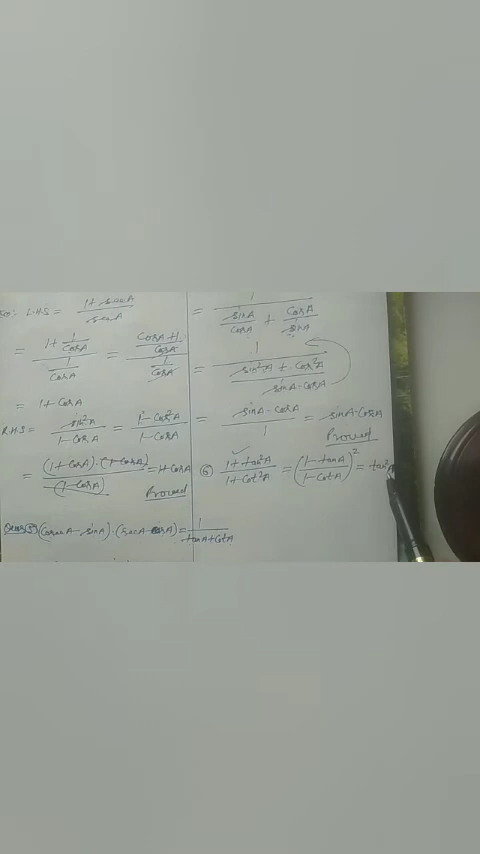 Sol: L.H.S = 1 + secA / secA
= 1 + 1/CosA / 1/CosA = CosA + 1 / CosA / 1/CosA
= 1 + CosA
R.H.S = sin²A / 1 - CosA = 1² - Cos²A / 1 - CosA
= (1 + CosA) · (1 - CosA) / (1 - CosA) = 1 + CosA
Proved
Ques (5) (CosecA - sinA) · (SecA - CosA) = 1 / tanA + CotA
= 1 / sinA/CosA + CosA/sinA
= 1 / sin²A + Cos²A / sinA · CosA
= sinA · CosA / 1 = sinA · CosA
Proved
(6) 1 + tan²A / 1 + Cot²A = (1 - tanA / 1 - CotA)² = tan²A